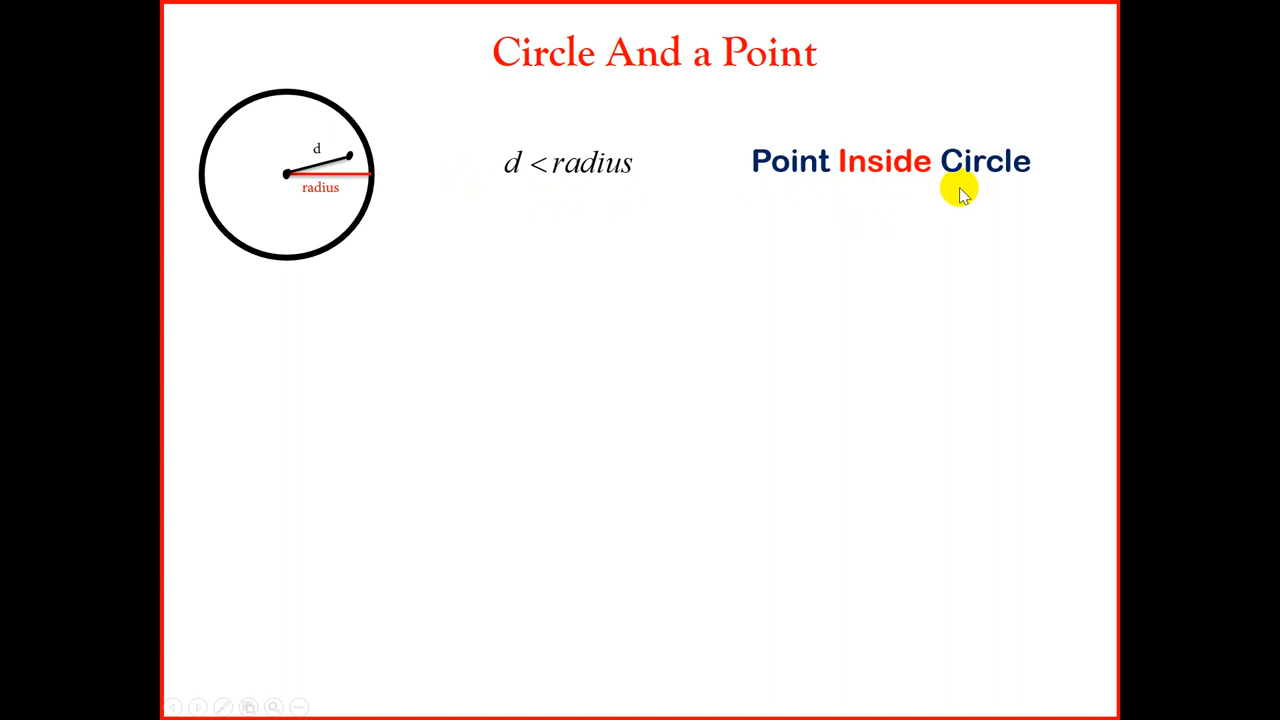 Circle And a Point
d
radius
d < radius
Point Inside Circle